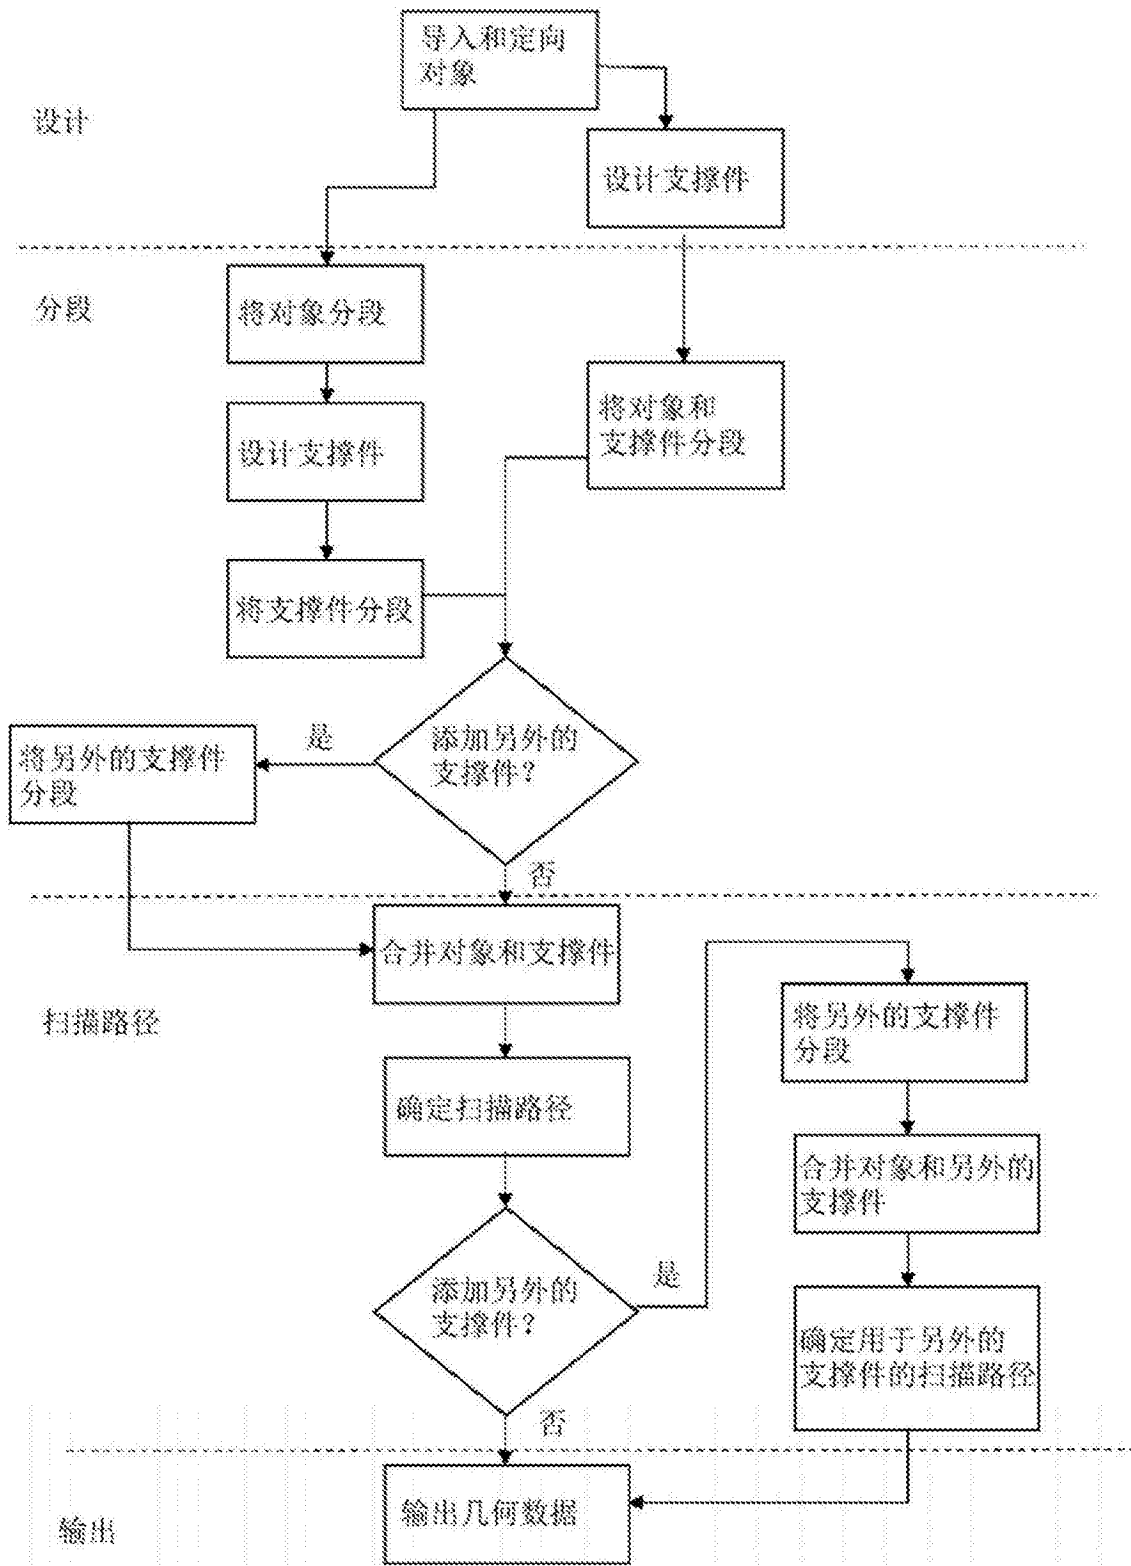 导入和定向
对象
设计
设计支撑件
分段
将对象分段
将对象和
支撑件分段
设计支撑件
将支撑件分段
添加另外的
支撑件？
是
将另外的支撑件
分段
否
合并对象和支撑件
扫描路径
将另外的支撑件
分段
确定扫描路径
合并对象和另外的
支撑件
添加另外的
支撑件？
是
确定用于另外的
支撑件的扫描路径
否
输出几何数据
输出